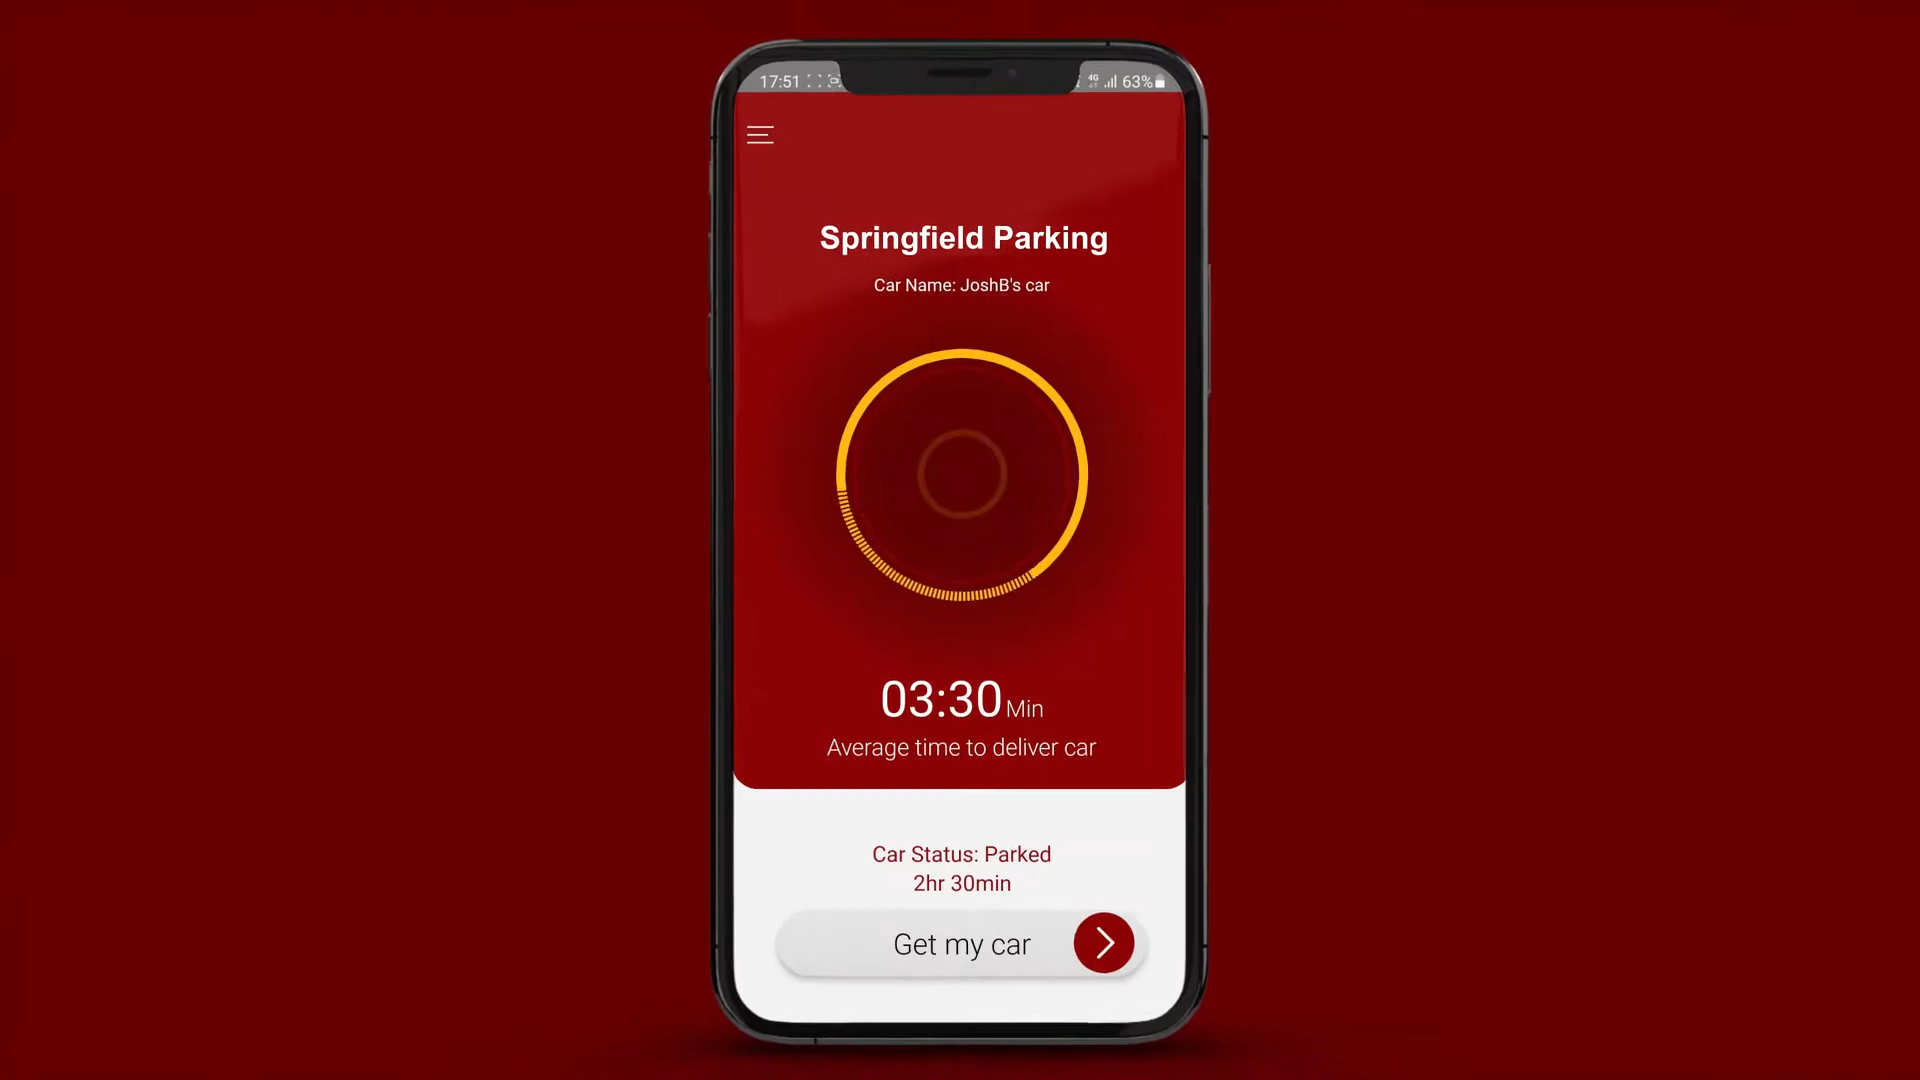 17:51
4G
63%
Springfield Parking
Car Name: JoshB's car
03:30 Min
Average time to deliver car
Car Status: Parked
2hr 30min
Get my car